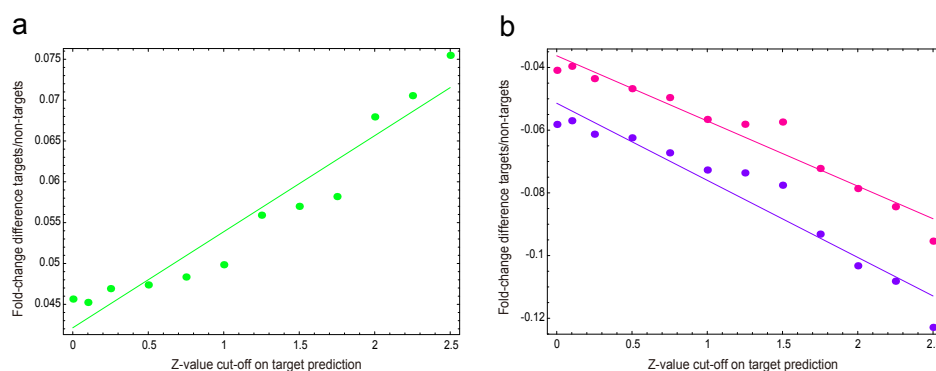 a
Fold-change difference targets/non-targets
0.075
0.07
0.065
0.06
0.055
0.05
0.045
0 0.5 1 1.5 2 2.5
Z-value cut-off on target prediction
b
Fold-change difference targets/non-targets
-0.04
-0.06
-0.08
-0.1
-0.12
0 0.5 1 1.5 2 2.5
Z-value cut-off on target prediction